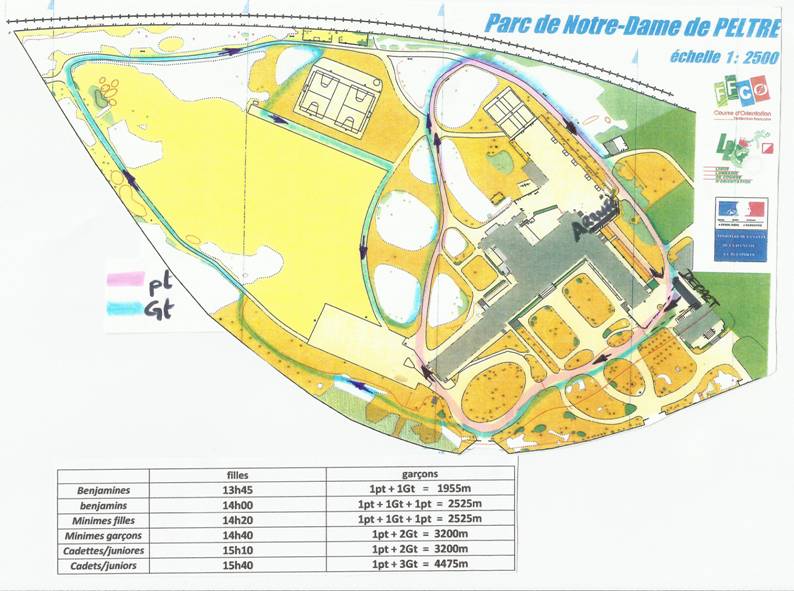 Parc de Notre-Dame de PELTRE
échelle 1: 2500
FFCO
Course d'Orientation
pt
Gt
DEPART
filles garçons
Benjamines 13h45 1pt + 1Gt = 1955m
benjamins 14h00 1pt + 1Gt + 1pt = 2525m
Minimes filles 14h20 1pt + 1Gt + 1pt = 2525m
Minimes garçons 14h40 1pt + 2Gt = 3200m
Cadettes/juniores 15h10 1pt + 2Gt = 3200m
Cadets/juniors 15h40 1pt + 3Gt = 4475m